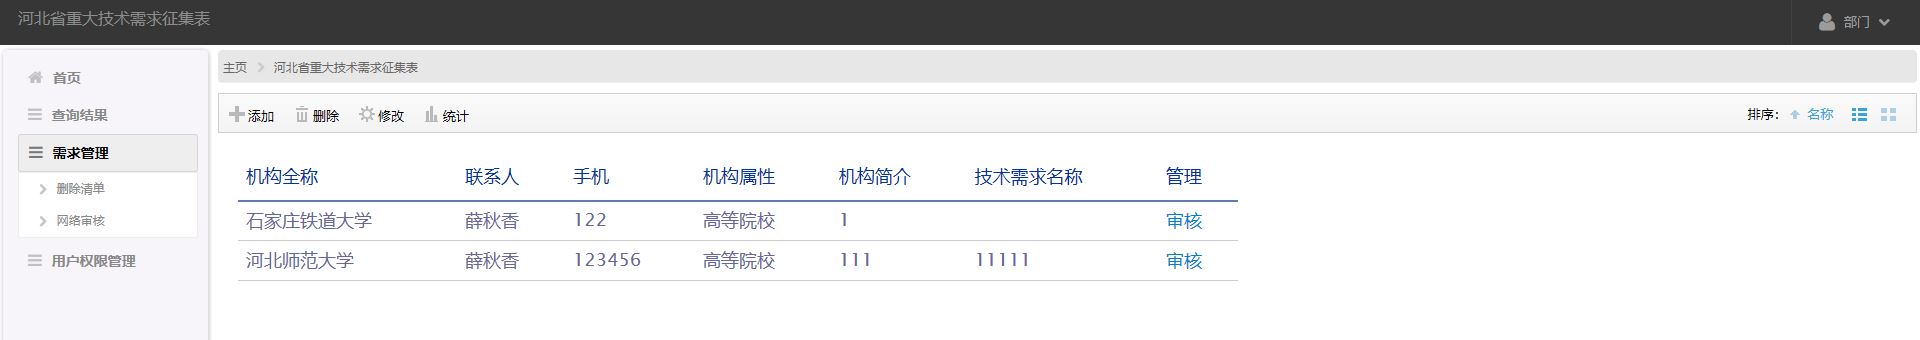 河北省重大技术需求征集表
部门
首页
查询结果
需求管理
删除清单
网络审核
用户权限管理
主页 河北省重大技术需求征集表
添加 删除 修改 统计 排序： 名称
机构全称 联系人 手机 机构属性 机构简介 技术需求名称 管理
石家庄铁道大学 薛秋香 122 高等院校 1 审核
河北师范大学 薛秋香 123456 高等院校 111 11111 审核